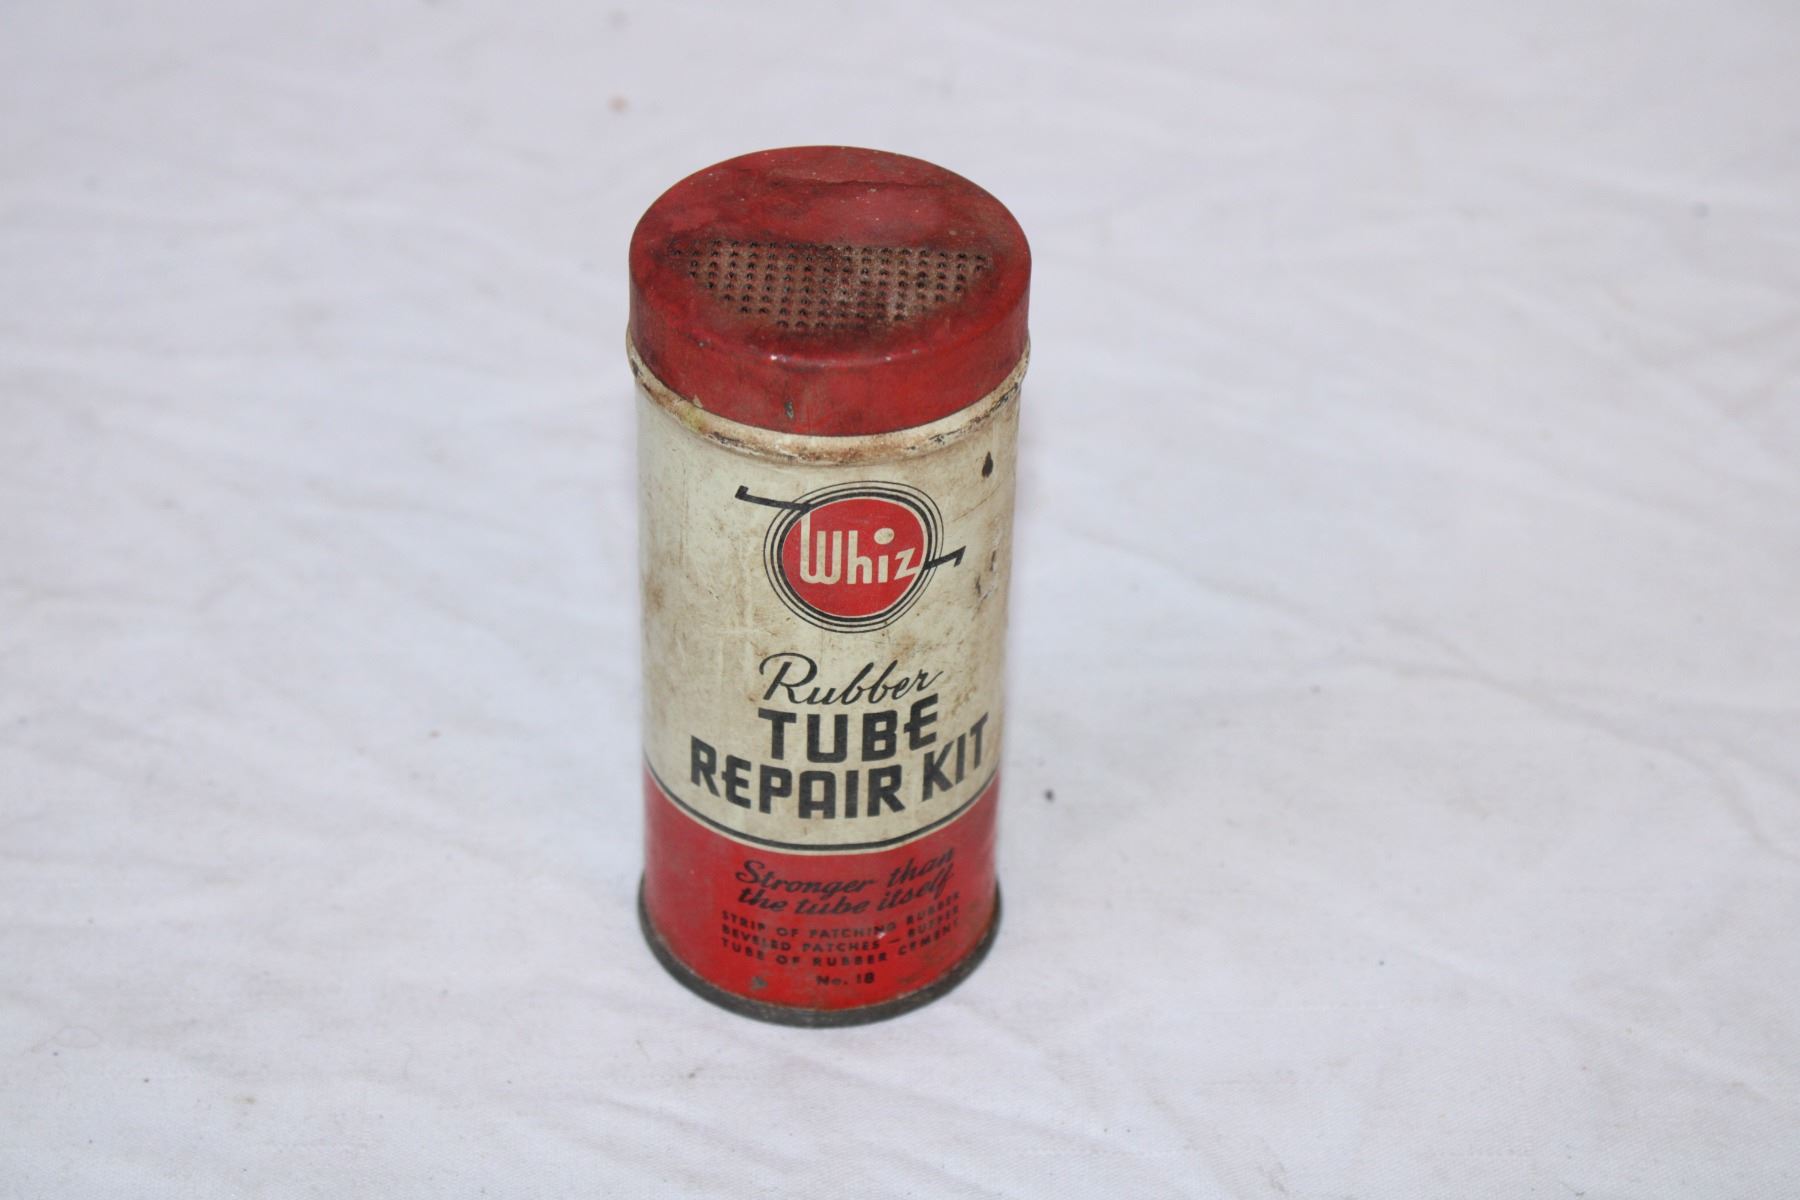 Whiz
Rubber
TUBE
REPAIR KIT
Stronger than
the tube itself
STRIP OF PATCHING RUBBER
BEVELED PATCHES — BUFFER
TUBE OF RUBBER CEMENT
No. 18